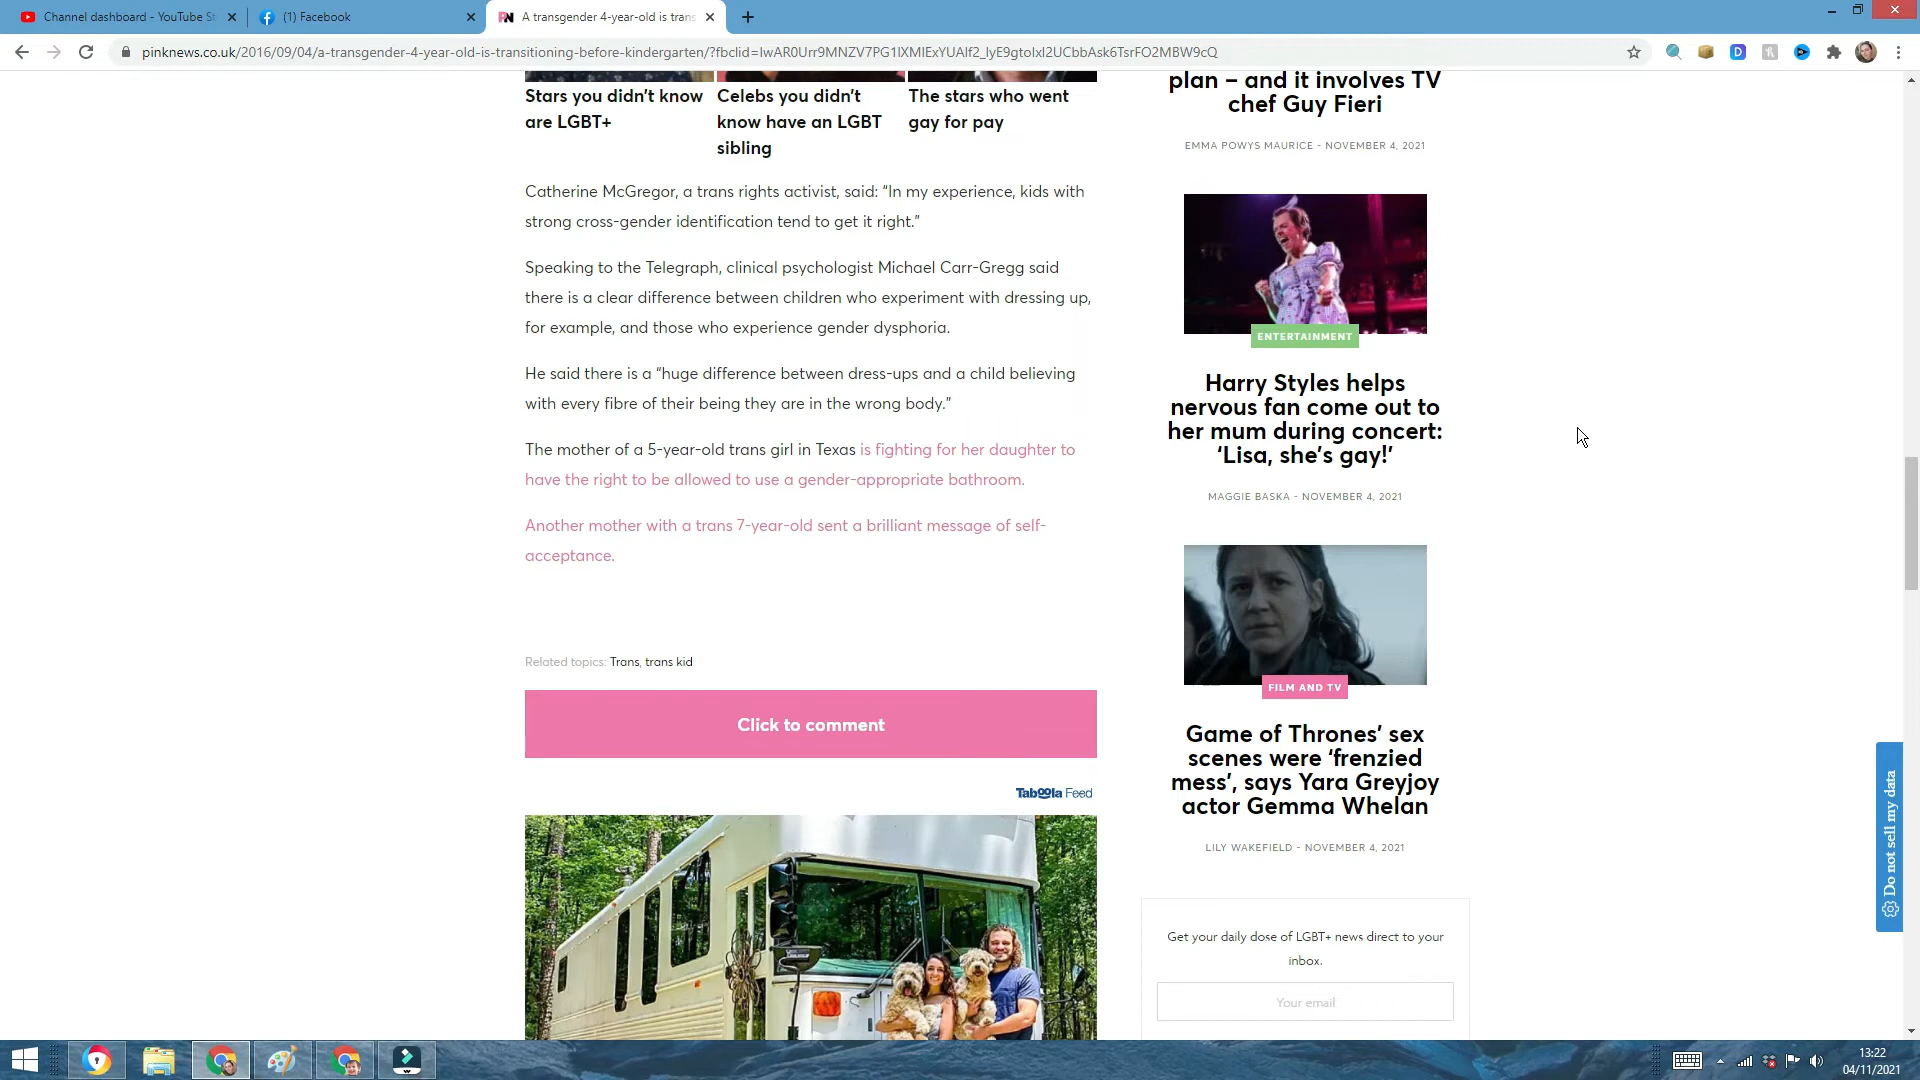 Channel dashboard - YouTube St
(1) Facebook
A transgender 4-year-old is trans
pinknews.co.uk/2016/09/04/a-transgender-4-year-old-is-transitioning-before-kindergarten/?fbclid=IwAR0Urr9MNZV7PG1IXMIExYUAlf2_lyE9gtoIxI2UCbbAsk6TsrFO2MBW9cQ
Stars you didn't know
are LGBT+
Celebs you didn't
know have an LGBT
sibling
The stars who went
gay for pay
Catherine McGregor, a trans rights activist, said: “In my experience, kids with
strong cross-gender identification tend to get it right.”
Speaking to the Telegraph, clinical psychologist Michael Carr-Gregg said
there is a clear difference between children who experiment with dressing up,
for example, and those who experience gender dysphoria.
He said there is a “huge difference between dress-ups and a child believing
with every fibre of their being they are in the wrong body.”
The mother of a 5-year-old trans girl in Texas is fighting for her daughter to
have the right to be allowed to use a gender-appropriate bathroom.
Another mother with a trans 7-year-old sent a brilliant message of self-
acceptance.
Related topics: Trans, trans kid
Click to comment
Taboola Feed
plan – and it involves TV
chef Guy Fieri
EMMA POWYS MAURICE - NOVEMBER 4, 2021
ENTERTAINMENT
Harry Styles helps
nervous fan come out to
her mum during concert:
‘Lisa, she’s gay!’
MAGGIE BASKA - NOVEMBER 4, 2021
FILM AND TV
Game of Thrones’ sex
scenes were ‘frenzied
mess’, says Yara Greyjoy
actor Gemma Whelan
LILY WAKEFIELD - NOVEMBER 4, 2021
Get your daily dose of LGBT+ news direct to your
inbox.
Your email
Do not sell my data
13:22
04/11/2021